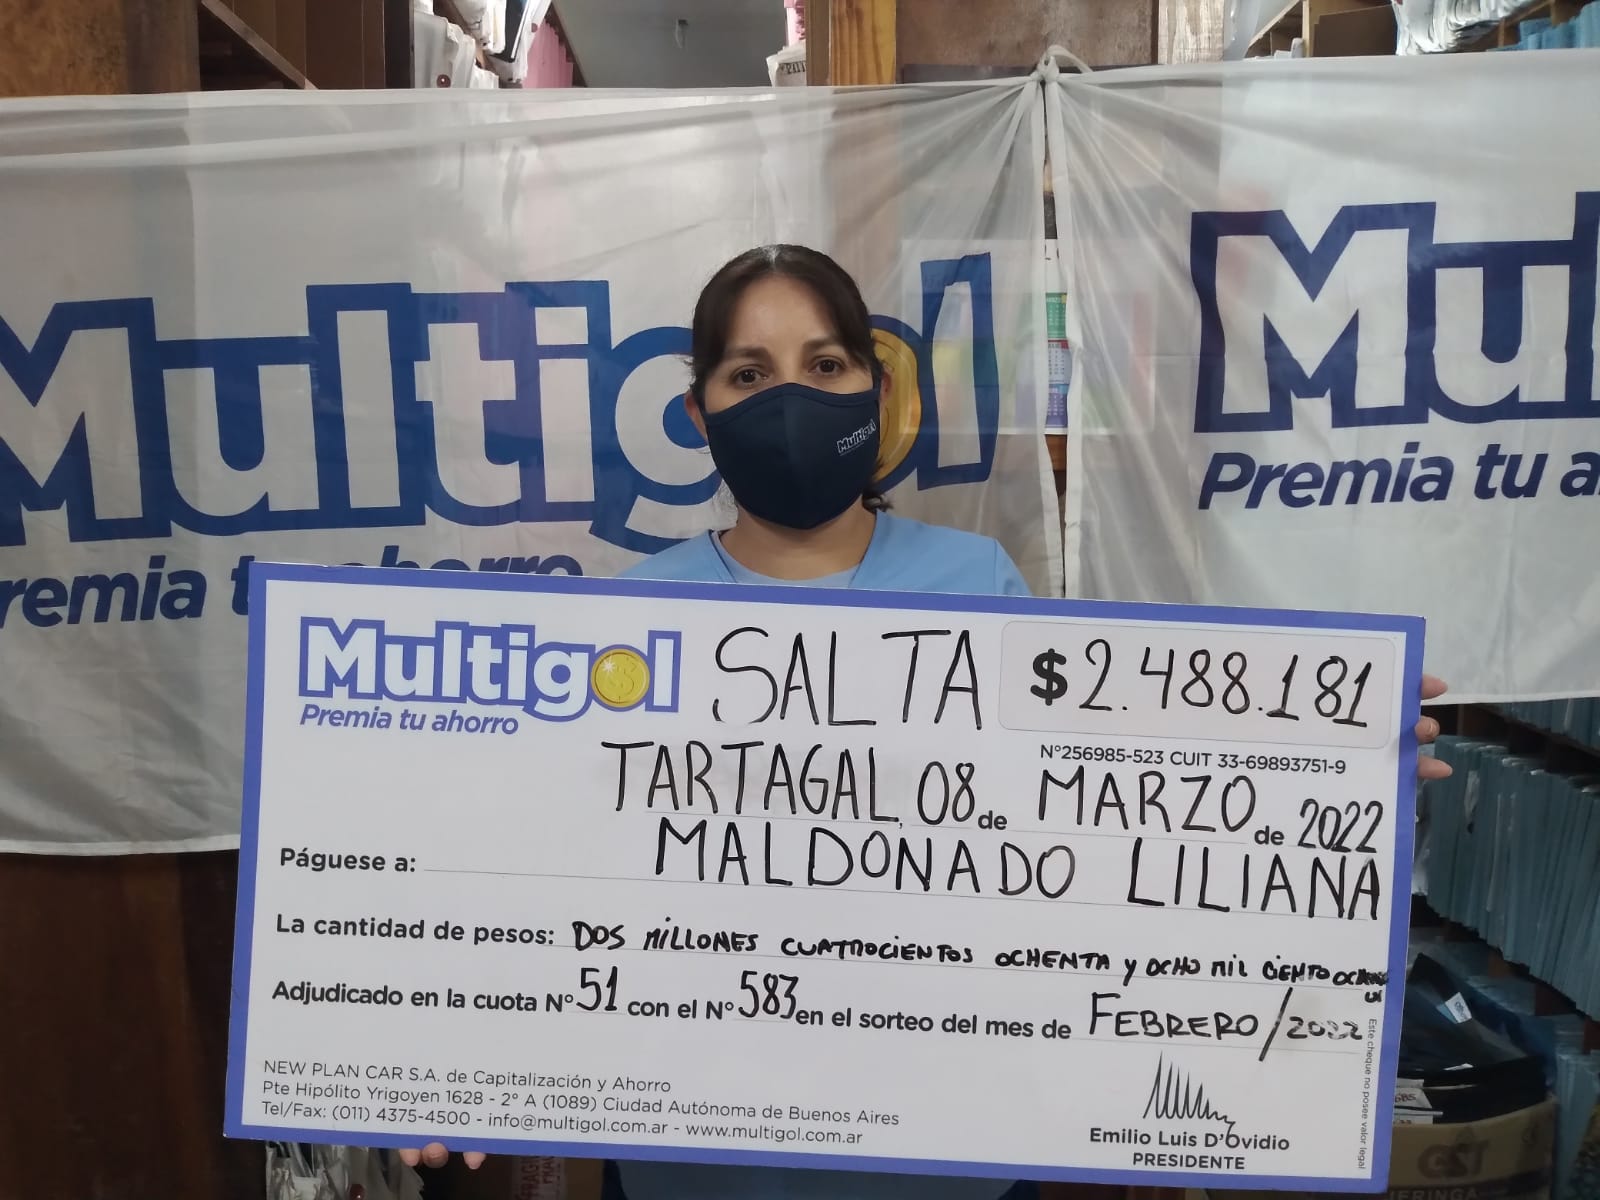 Multigol
Premia tu ahorro
Mul
Premia tu a
Multigol
Multigol
Premia tu ahorro
SALTA
$2.488.181
N°256985-523 CUIT 33-69893751-9
TARTAGAL, 08 de MARZO de 2022
Páguese a: MALDONADO LILIANA
La cantidad de pesos: DOS MILLONES CUATROCIENTOS OCHENTA Y OCHO MIL CIENTO
Adjudicado en la cuota N° 51 con el N° 583 en el sorteo del mes de FEBRERO/2022
NEW PLAN CAR S.A. de Capitalización y Ahorro
Pte Hipólito Yrigoyen 1628 - 2° A (1089) Ciudad Autónoma de Buenos Aires
Tel/Fax: (011) 4375-4500 - info@multigol.com.ar - www.multigol.com.ar
Emilio Luis D'Ovidio
PRESIDENTE
Este cheque no posee valor legal